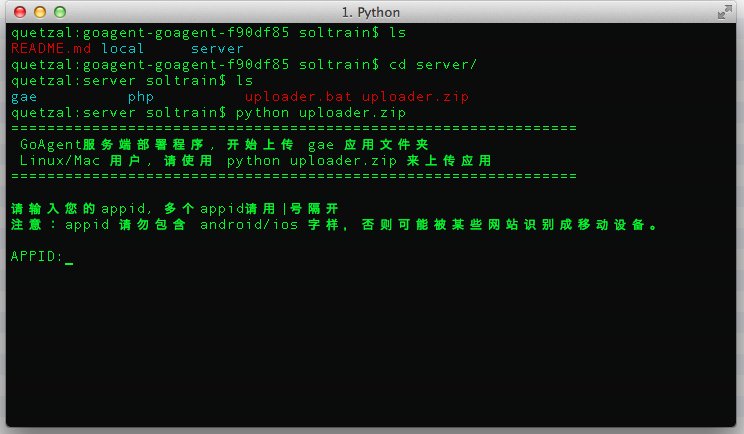 1. Python
quetzal:goagent-goagent-f90df85 soltrain$ ls
README.md local server
quetzal:goagent-goagent-f90df85 soltrain$ cd server/
quetzal:server soltrain$ ls
gae php uploader.bat uploader.zip
quetzal:server soltrain$ python uploader.zip
===============================================================
GoAgent服务端部署程序, 开始上传 gae 应用文件夹
Linux/Mac 用户, 请使用 python uploader.zip 来上传应用
===============================================================
请输入您的appid, 多个appid请用|号隔开
注意：appid 请勿包含 android/ios 字样, 否则可能被某些网站识别成移动设备。
APPID:_